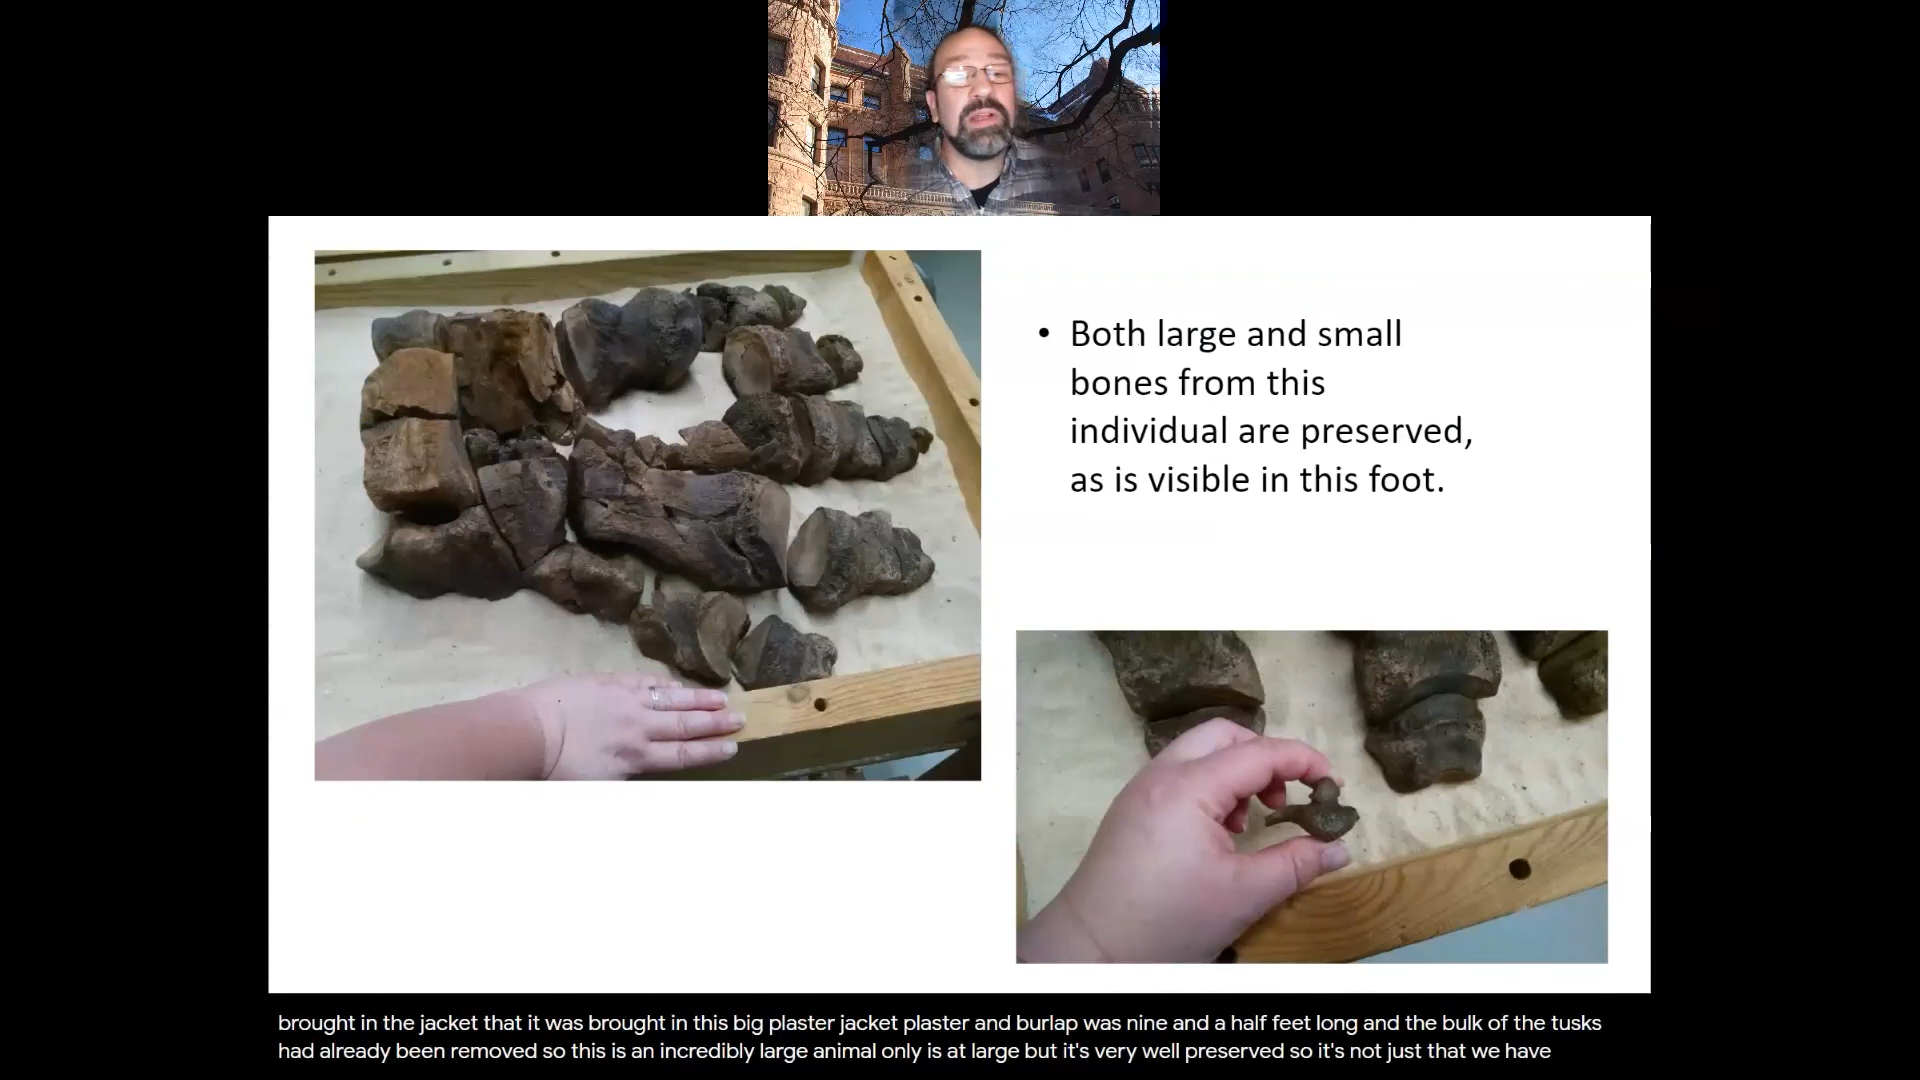 • Both large and small
bones from this
individual are preserved,
as is visible in this foot.
brought in the jacket that it was brought in this big plaster jacket plaster and burlap was nine and a half feet long and the bulk of the tusks
had already been removed so this is an incredibly large animal only is at large but it's very well preserved so it's not just that we have